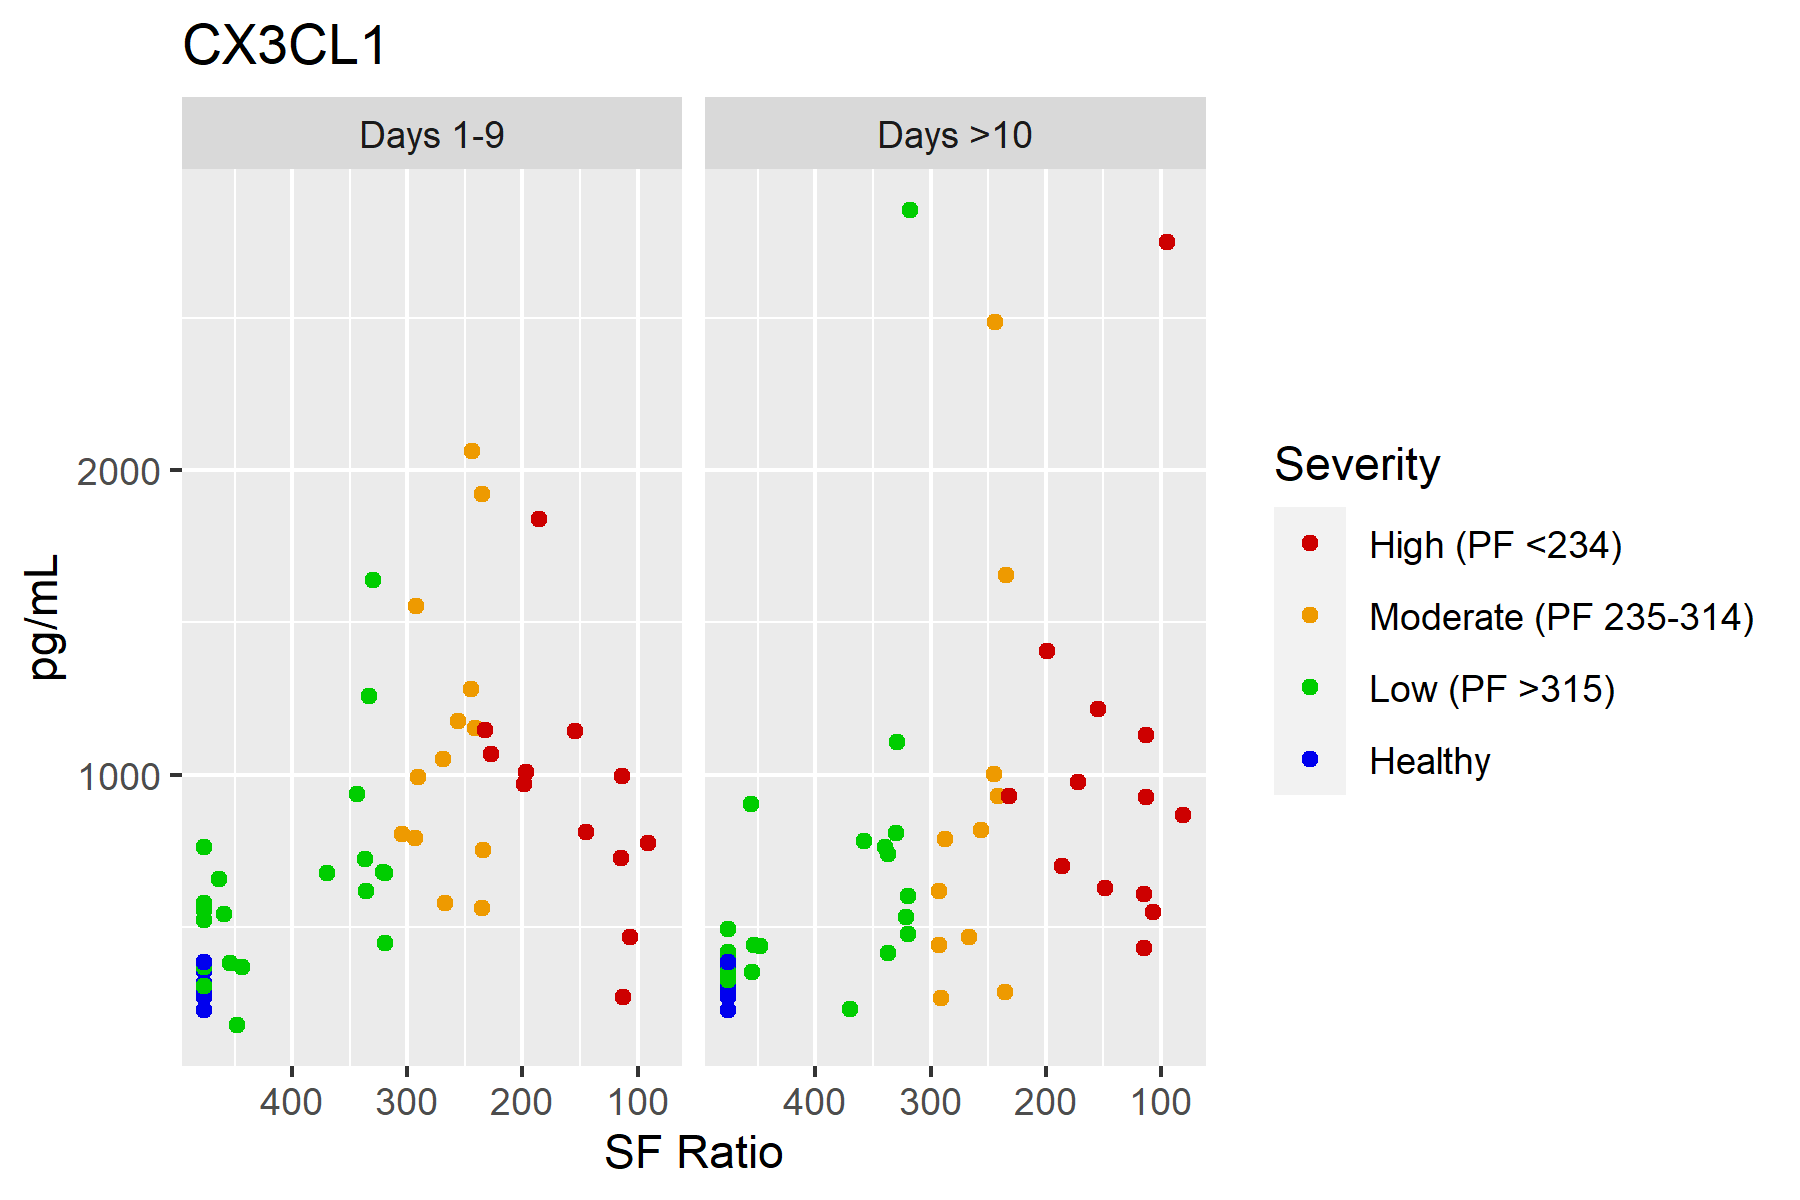 CX3CL1
Days 1-9
Days >10
2000
1000
pg/mL
400 300 200 100
400 300 200 100
SF Ratio
Severity
High (PF <234)
Moderate (PF 235-314)
Low (PF >315)
Healthy